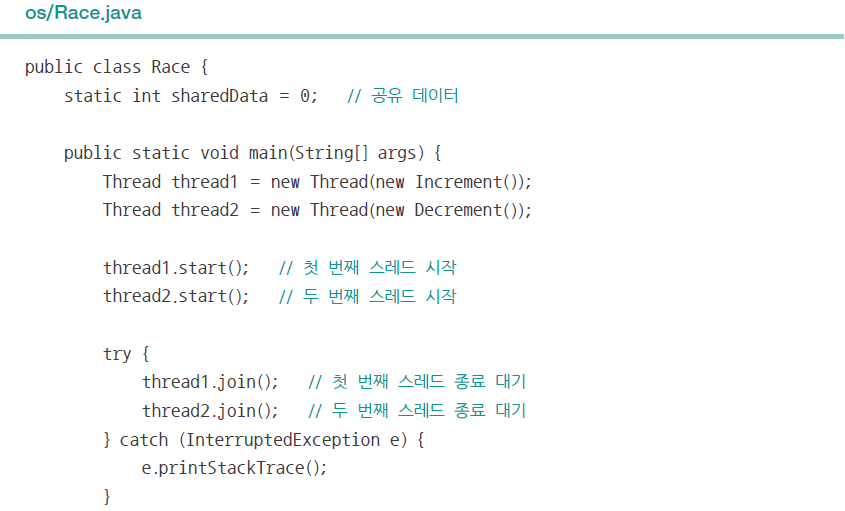 os/Race.java
public class Race {
static int sharedData = 0; // 공유 데이터
public static void main(String[] args) {
Thread thread1 = new Thread(new Increment());
Thread thread2 = new Thread(new Decrement());
thread1.start(); // 첫 번째 스레드 시작
thread2.start(); // 두 번째 스레드 시작
try {
thread1.join(); // 첫 번째 스레드 종료 대기
thread2.join(); // 두 번째 스레드 종료 대기
} catch (InterruptedException e) {
e.printStackTrace();
}